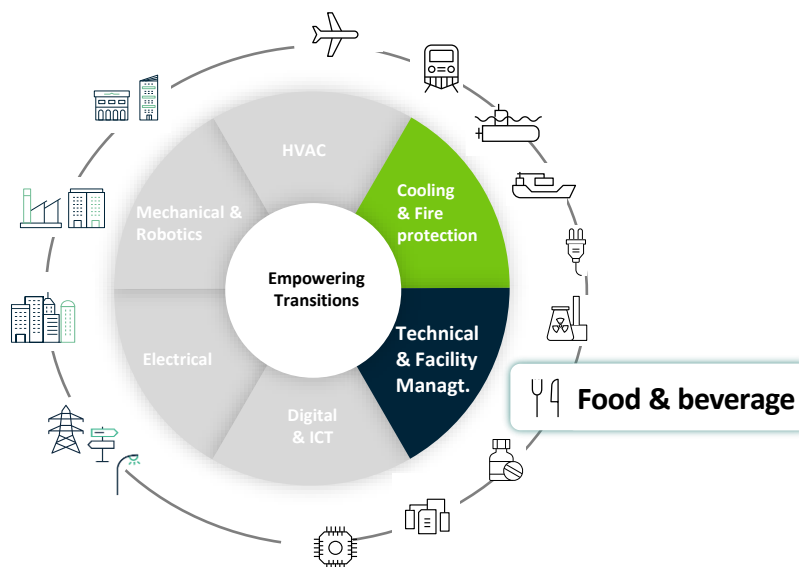 HVAC
Cooling
& Fire
protection
Mechanical &
Robotics
Empowering
Transitions
Technical
& Facility
Managt.
Electrical
Food & beverage
Digital
& ICT